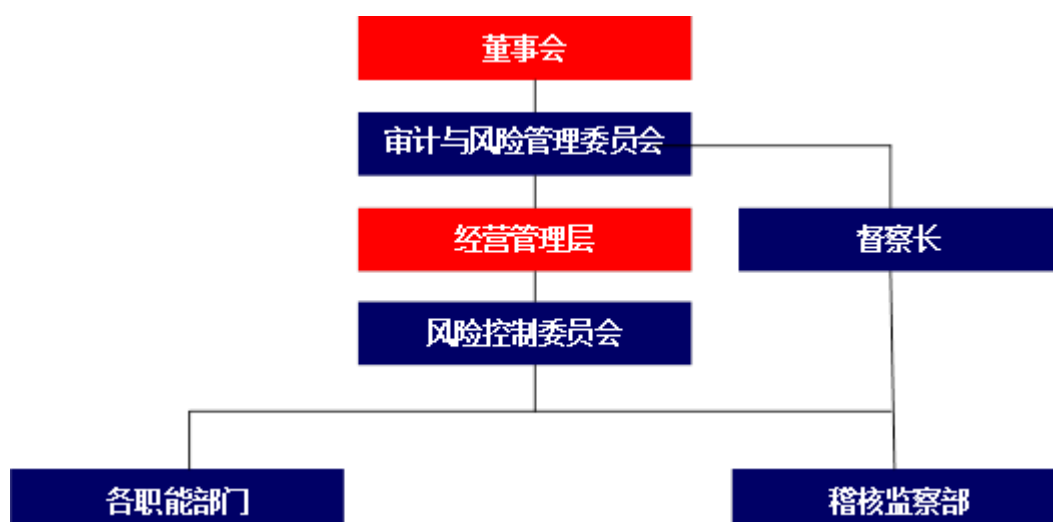 董事会
审计与风险管理委员会
经营管理层
督察长
风险控制委员会
各职能部门
稽核监察部